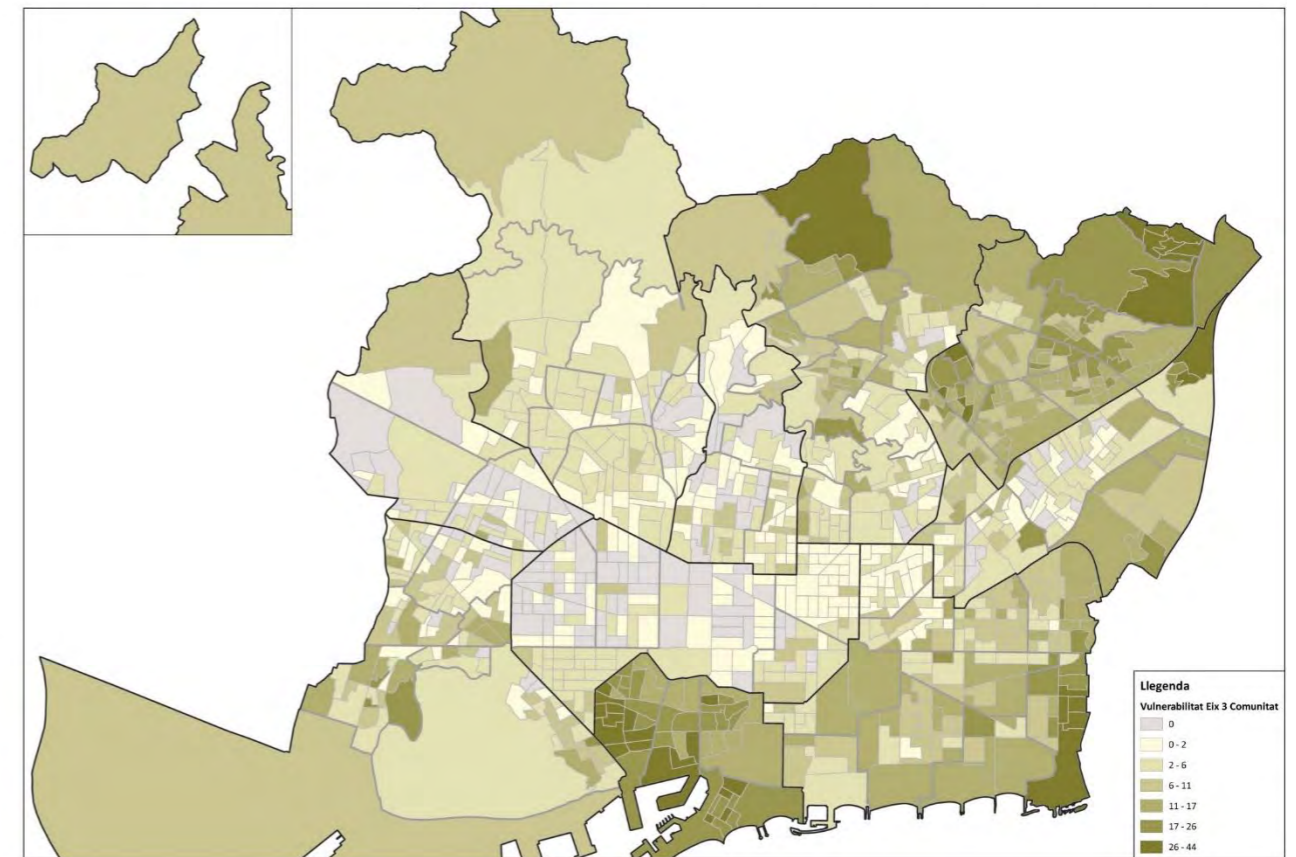 Llegenda
Vulnerabilitat Eix 3 Comunitat
0
0 - 2
2 - 6
6 - 11
11 - 17
17 - 26
26 - 44